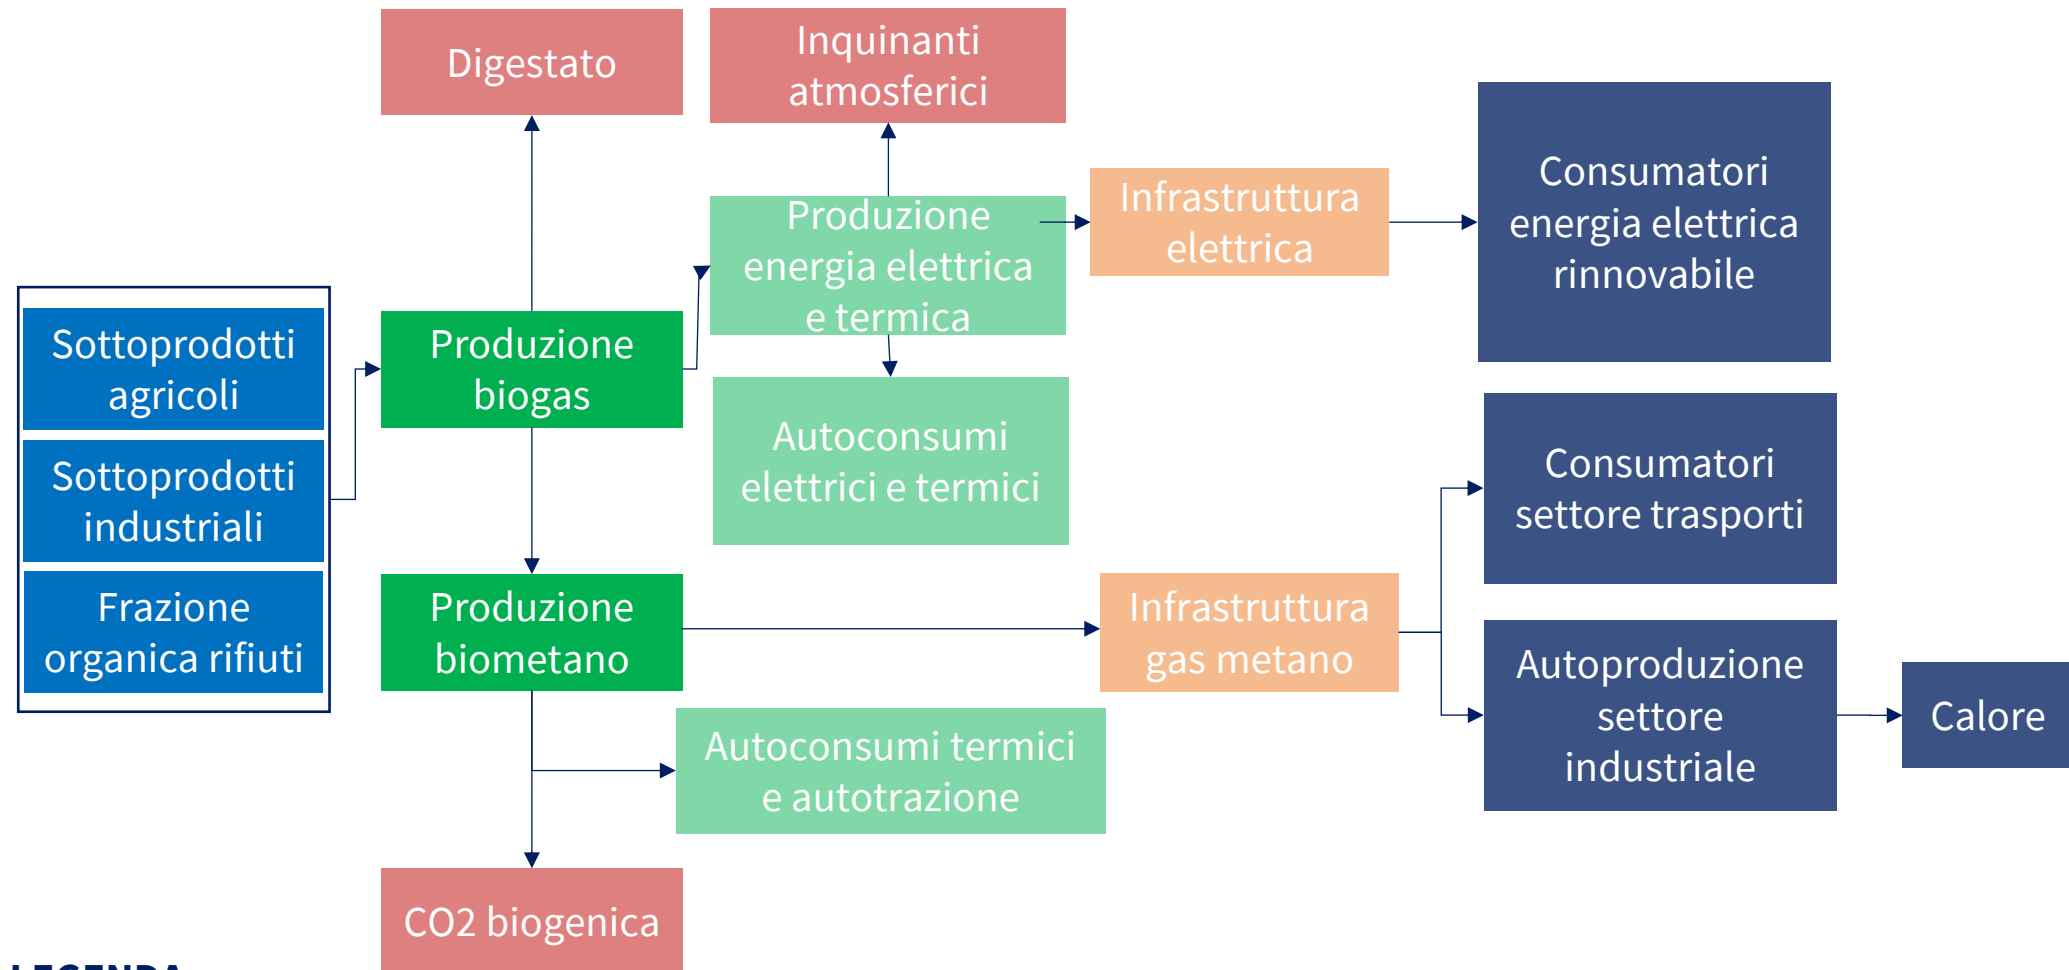 Digestato
Inquinanti
atmosferici
Consumatori
energia elettrica
rinnovabile
Infrastruttura
elettrica
Produzione
energia elettrica
e termica
Sottoprodotti
agricoli
Produzione
biogas
Autoconsumi
elettrici e termici
Consumatori
settore trasporti
Sottoprodotti
industriali
Frazione
organica rifiuti
Produzione
biometano
Infrastruttura
gas metano
Autoproduzione
settore
industriale
Calore
Autoconsumi termici
e autotrazione
CO2 biogenica
LEGENDA